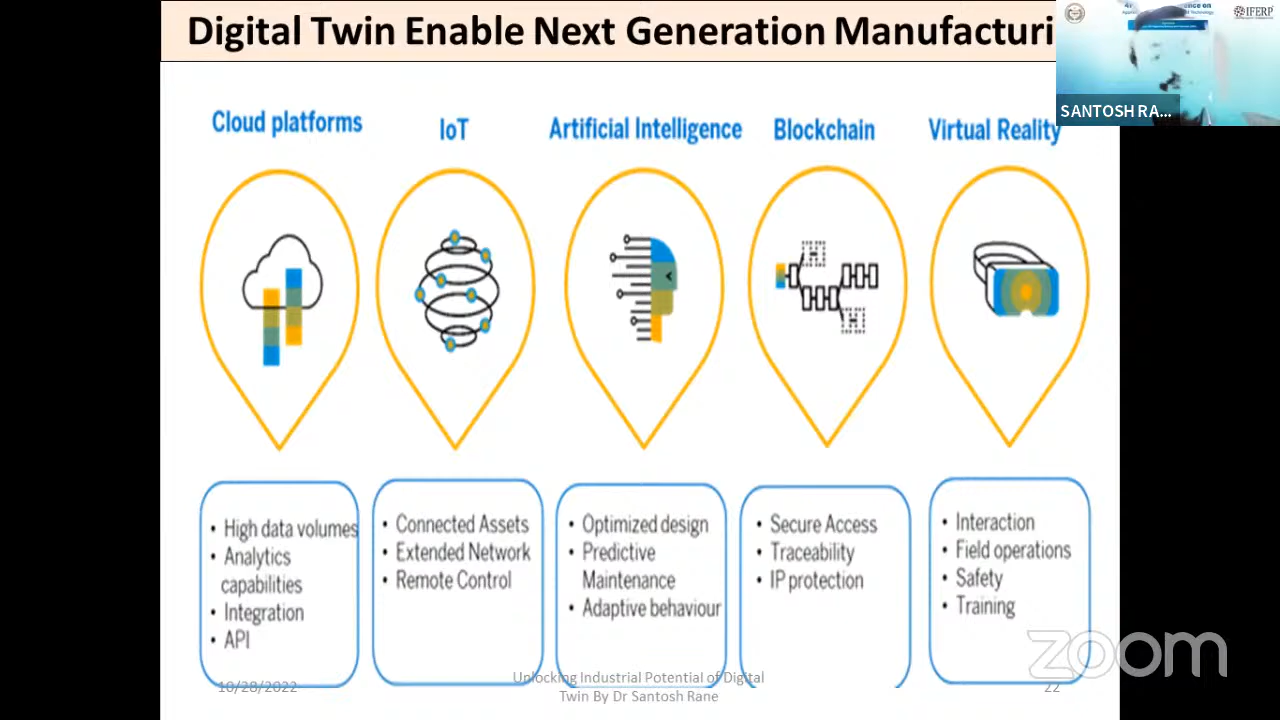 Digital Twin Enable Next Generation Manufacturi
IFERP
SANTOSH RA...
Cloud platforms
IoT
Artificial Intelligence
Blockchain
Virtual Reality
• High data volumes
• Analytics
capabilities
• Integration
• API
• Connected Assets
• Extended Network
• Remote Control
• Optimized design
• Predictive
Maintenance
• Adaptive behaviour
• Secure Access
• Traceability
• IP protection
• Interaction
• Field operations
• Safety
• Training
zoom
10/28/2022
Unlocking Industrial Potential of Digital
Twin By Dr Santosh Rane
22